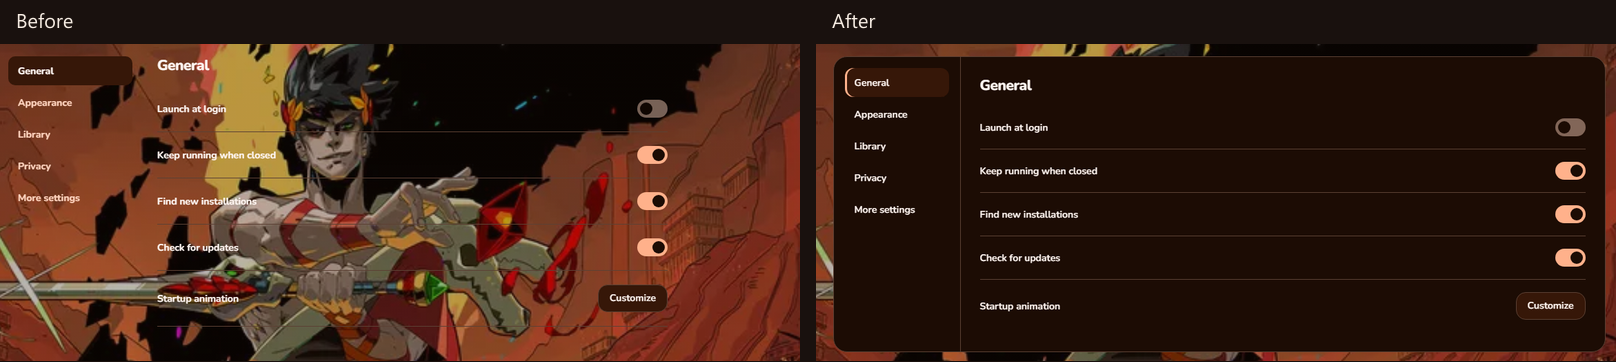 Before
General
Appearance
Library
Privacy
More settings
General
Launch at login
Keep running when closed
Find new installations
Check for updates
Startup animation
Customize
After
General
Appearance
Library
Privacy
More settings
General
Launch at login
Keep running when closed
Find new installations
Check for updates
Startup animation
Customize